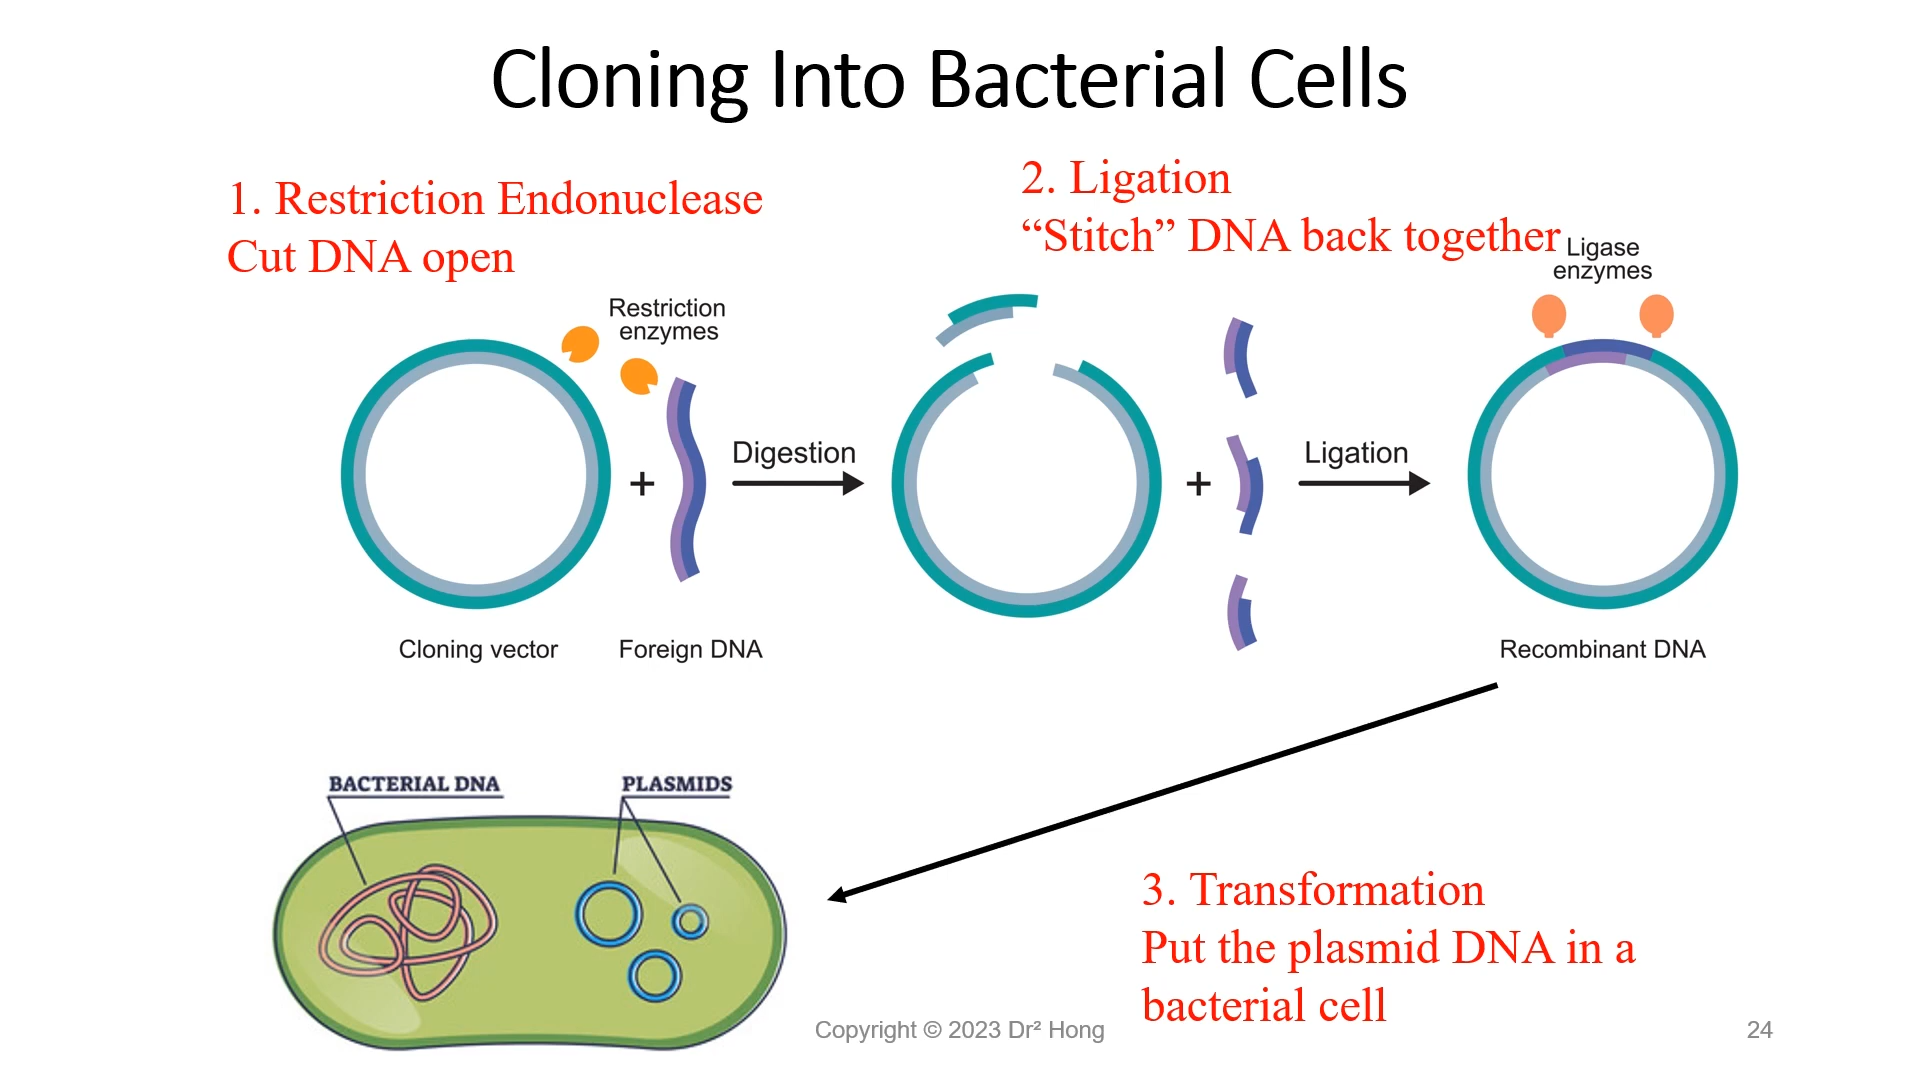 Cloning Into Bacterial Cells
1. Restriction Endonuclease
Cut DNA open
2. Ligation
“Stitch” DNA back together
Restriction
enzymes
Ligase
enzymes
+
Digestion
+
Ligation
Cloning vector
Foreign DNA
Recombinant DNA
BACTERIAL DNA
PLASMIDS
3. Transformation
Put the plasmid DNA in a
bacterial cell
Copyright © 2023 Dr² Hong
24